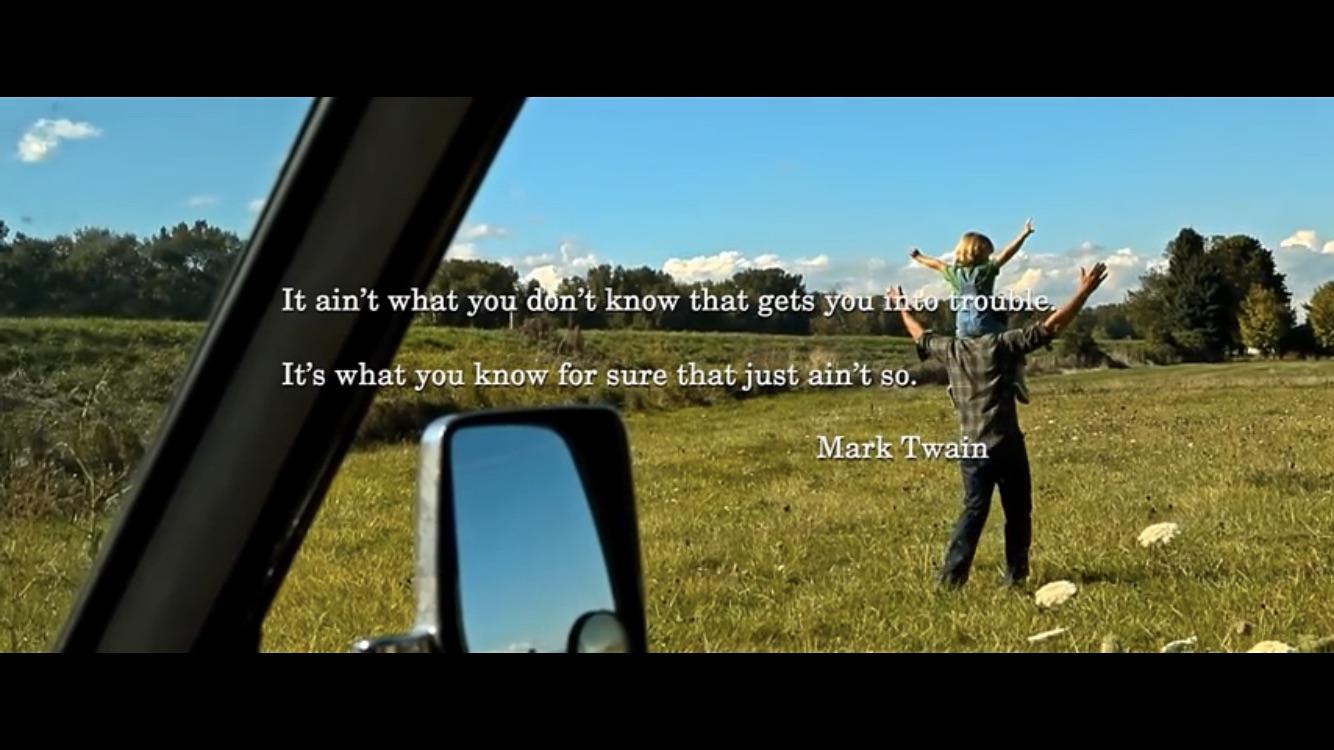 It ain't what you don't know that gets you into trouble.
It's what you know for sure that just ain't so.
Mark Twain